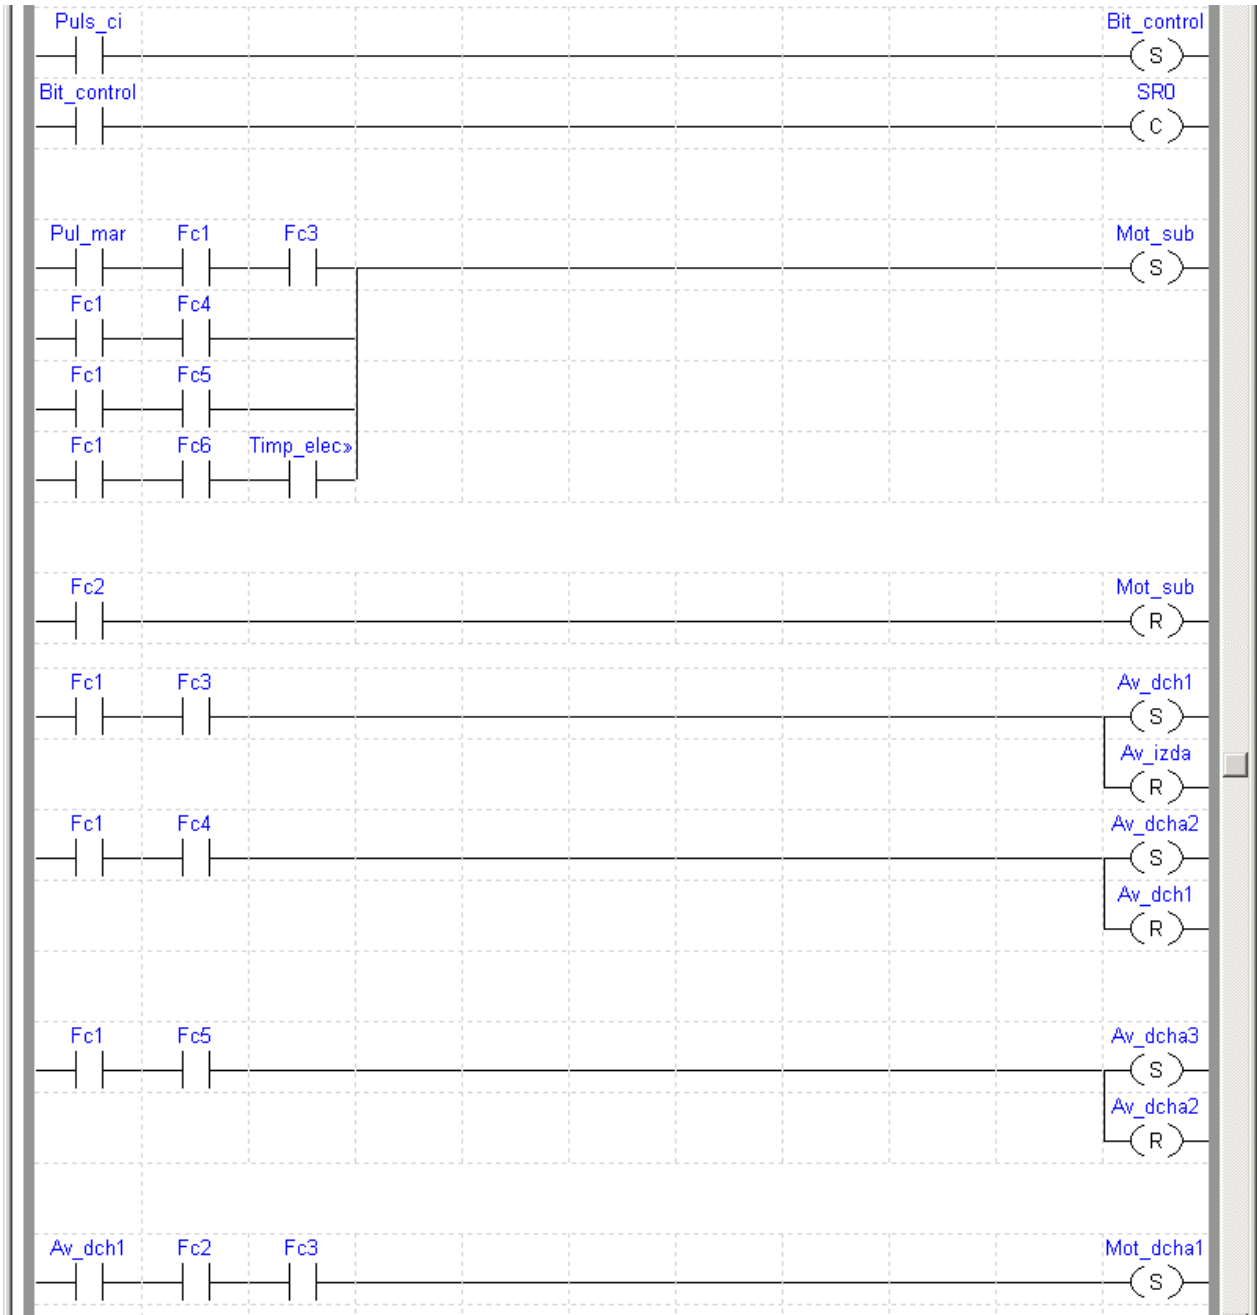 Puls_ci Bit_control
S
Bit_control SR0
C
Pul_mar Fc1 Fc3 Mot_sub
S
Fc1 Fc4
Fc1 Fc5
Fc1 Fc6 Timp_elec»
Fc2 Mot_sub
R
Fc1 Fc3 Av_dch1
S
Av_izda
R
Fc1 Fc4 Av_dcha2
S
Av_dch1
R
Fc1 Fc5 Av_dcha3
S
Av_dcha2
R
Av_dch1 Fc2 Fc3 Mot_dcha1
S